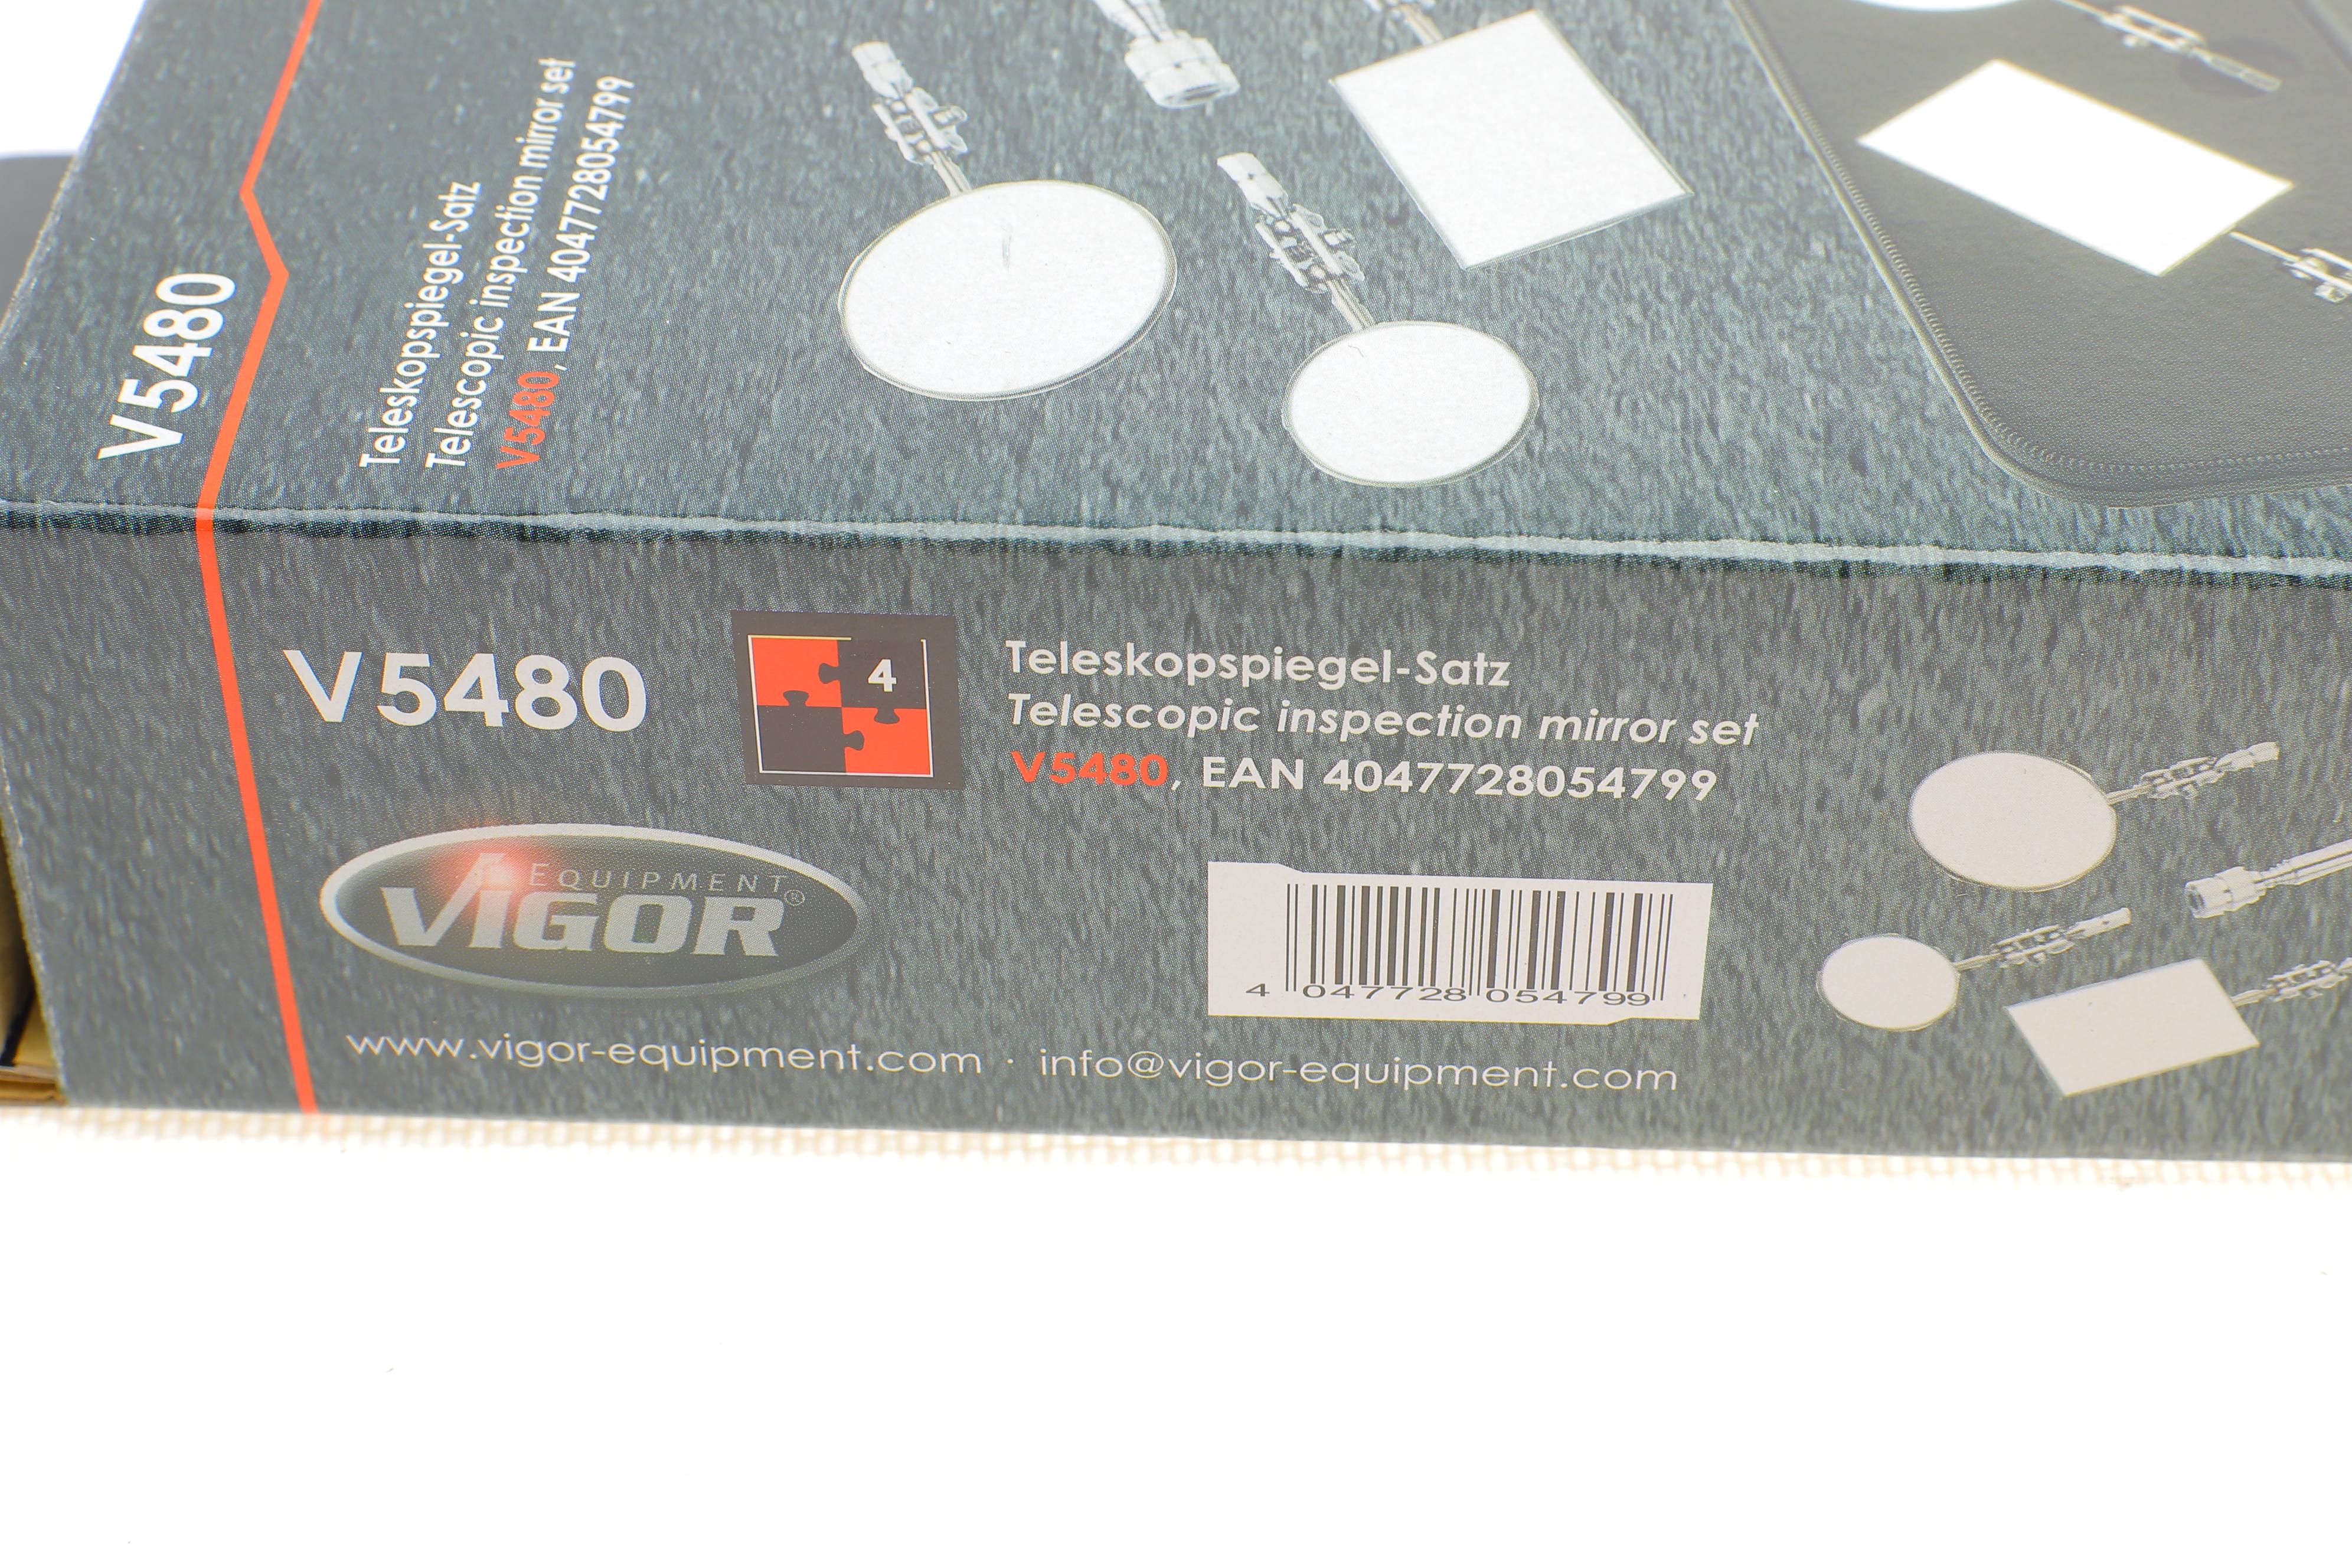 V5480
Teleskopspiegel-Satz
Telescopic inspection mirror set
V5480, EAN 4047728054799
V5480
4
Teleskopspiegel-Satz
Telescopic inspection mirror set
V5480, EAN 4047728054799
EQUIPMENT
VIGOR®
4 047728 054799
www.vigor-equipment.com · info@vigor-equipment.com